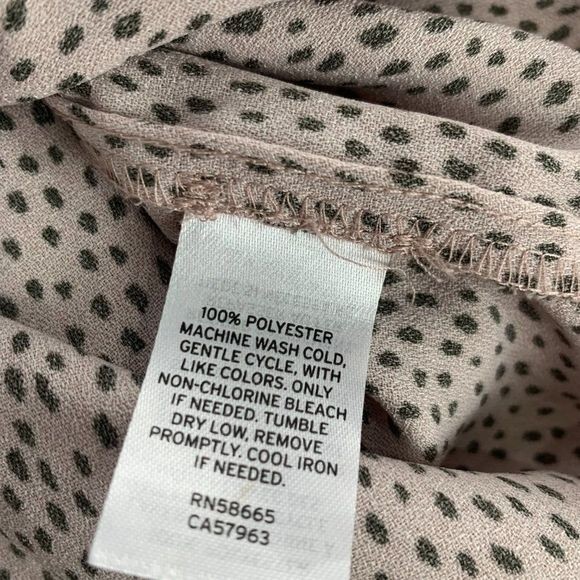 100% POLYESTER
MACHINE WASH COLD,
GENTLE CYCLE, WITH
LIKE COLORS. ONLY
NON-CHLORINE BLEACH
IF NEEDED. TUMBLE
DRY LOW, REMOVE
PROMPTLY. COOL IRON
IF NEEDED.
RN58665
CA57963